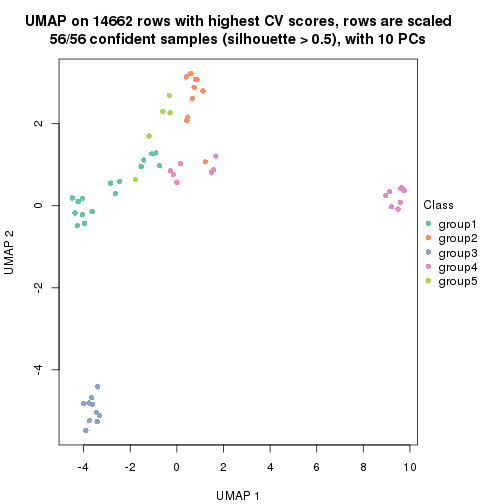 UMAP on 14662 rows with highest CV scores, rows are scaled
56/56 confident samples (silhouette > 0.5), with 10 PCs
2
0
-2
-4
UMAP 2
-4 -2 0 2 4 6 8 10
UMAP 1
Class
group1
group2
group3
group4
group5